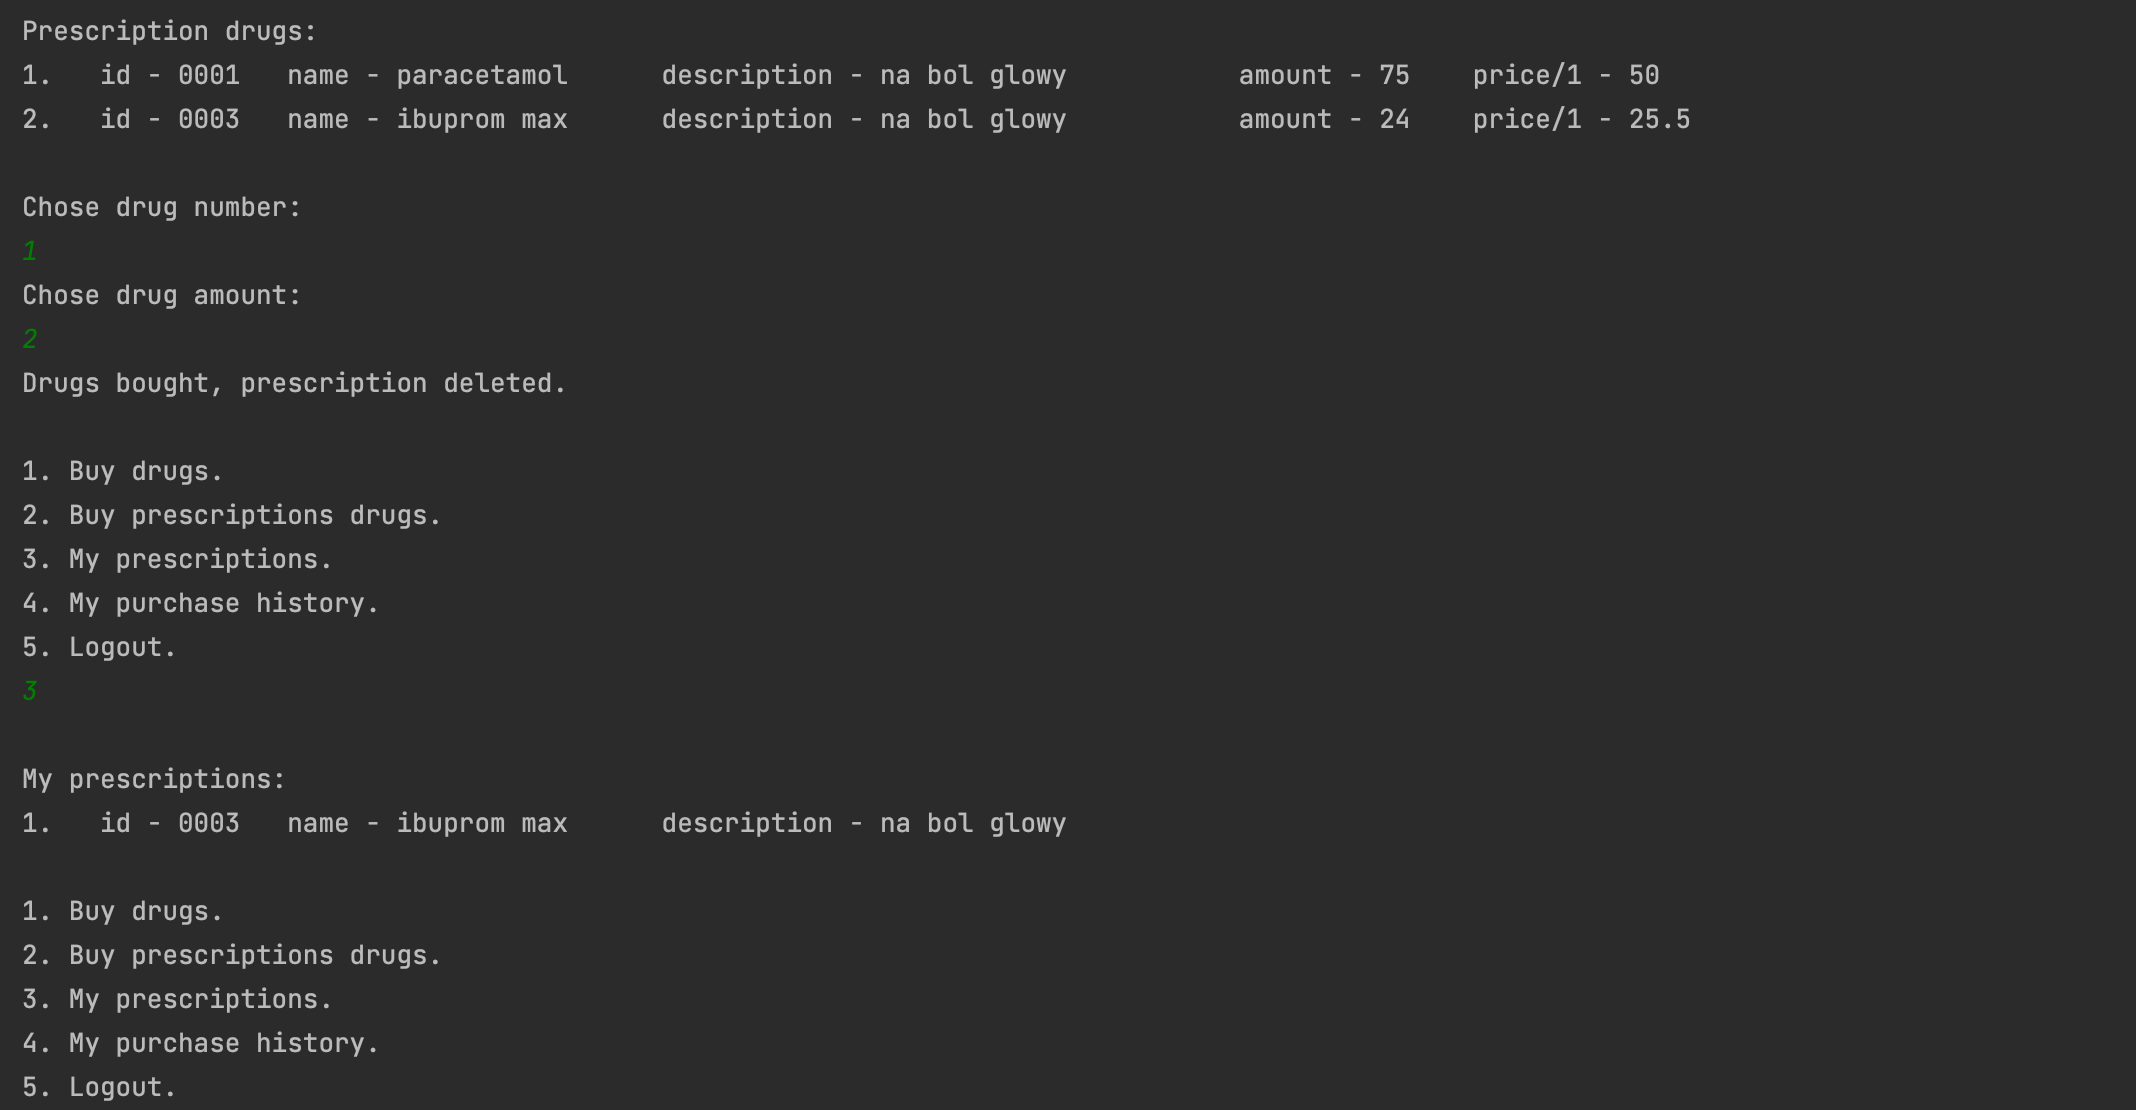 Prescription drugs:
1.   id - 0001   name - paracetamol      description - na bol glowy           amount - 75    price/1 - 50
2.   id - 0003   name - ibuprom max      description - na bol glowy           amount - 24    price/1 - 25.5
Chose drug number:
1
Chose drug amount:
2
Drugs bought, prescription deleted.
1. Buy drugs.
2. Buy prescriptions drugs.
3. My prescriptions.
4. My purchase history.
5. Logout.
3
My prescriptions:
1.   id - 0003   name - ibuprom max      description - na bol glowy
1. Buy drugs.
2. Buy prescriptions drugs.
3. My prescriptions.
4. My purchase history.
5. Logout.